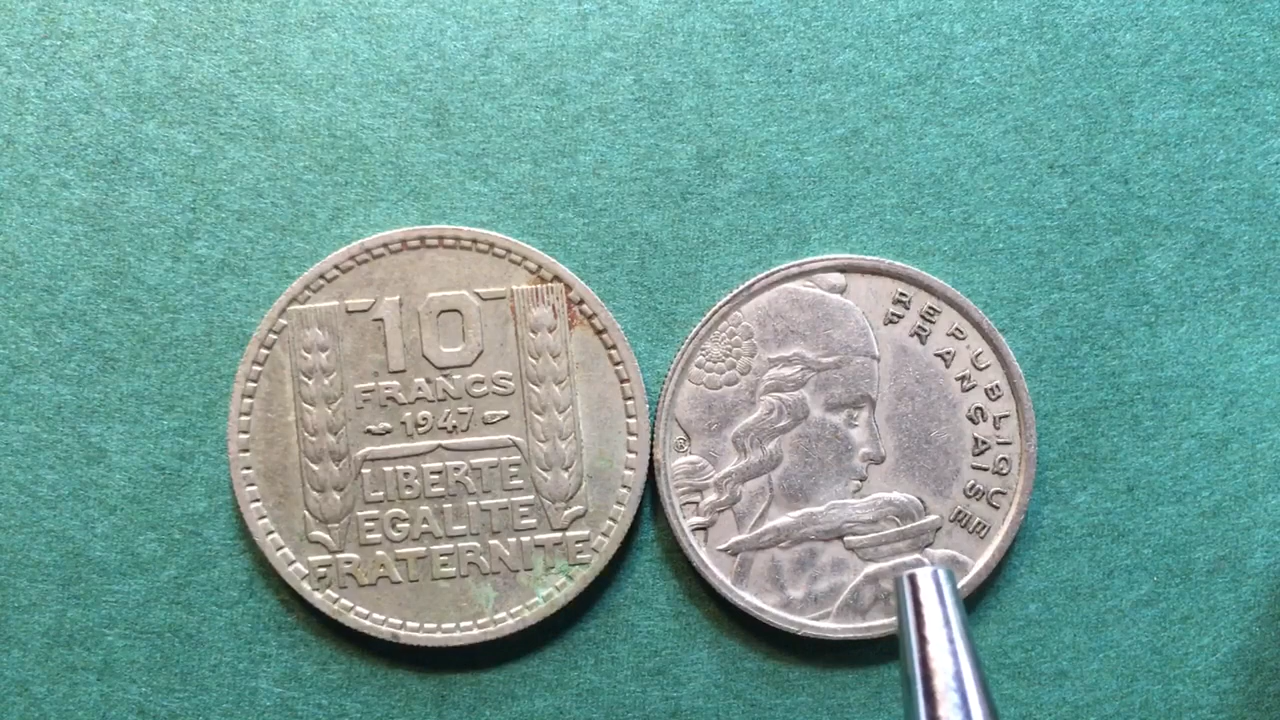 10
FRANCS
1947
LIBERTE
EGALITE
FRATERNITE
REPUBLIQUE
FRANÇAISE
R